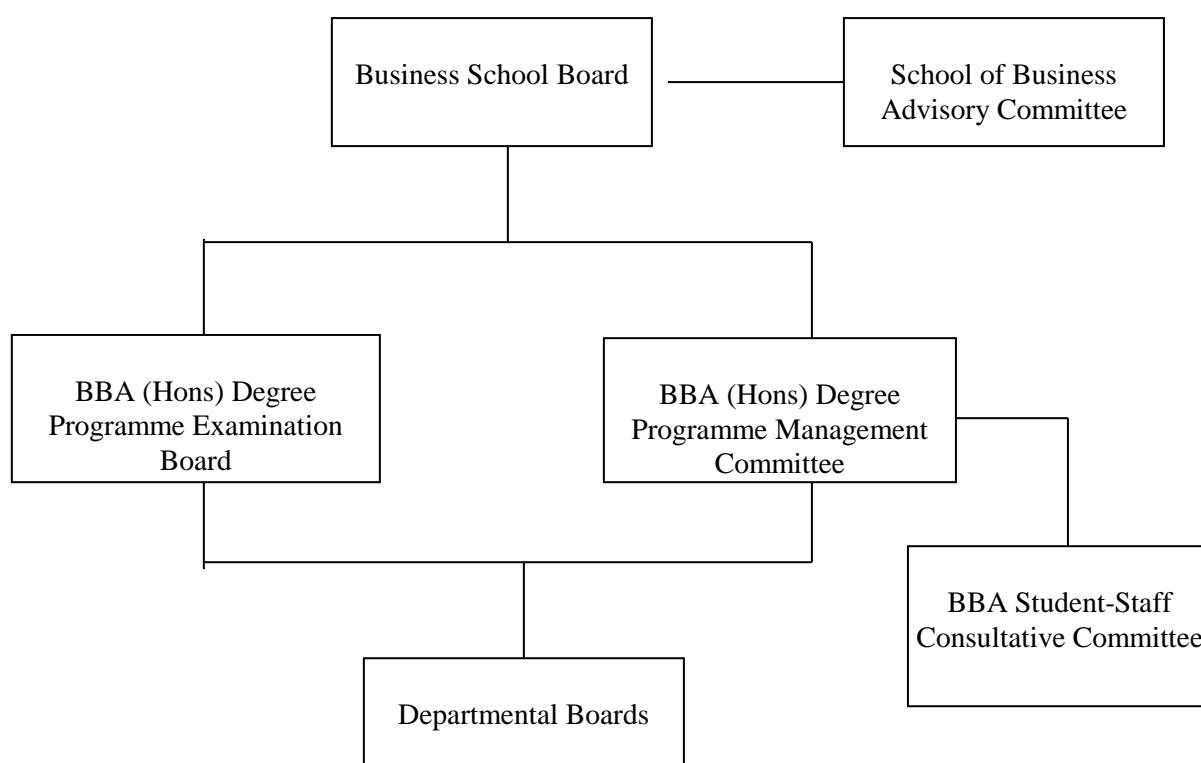 Business School Board
School of Business
Advisory Committee
BBA (Hons) Degree
Programme Examination
Board
BBA (Hons) Degree
Programme Management
Committee
BBA Student-Staff
Consultative Committee
Departmental Boards